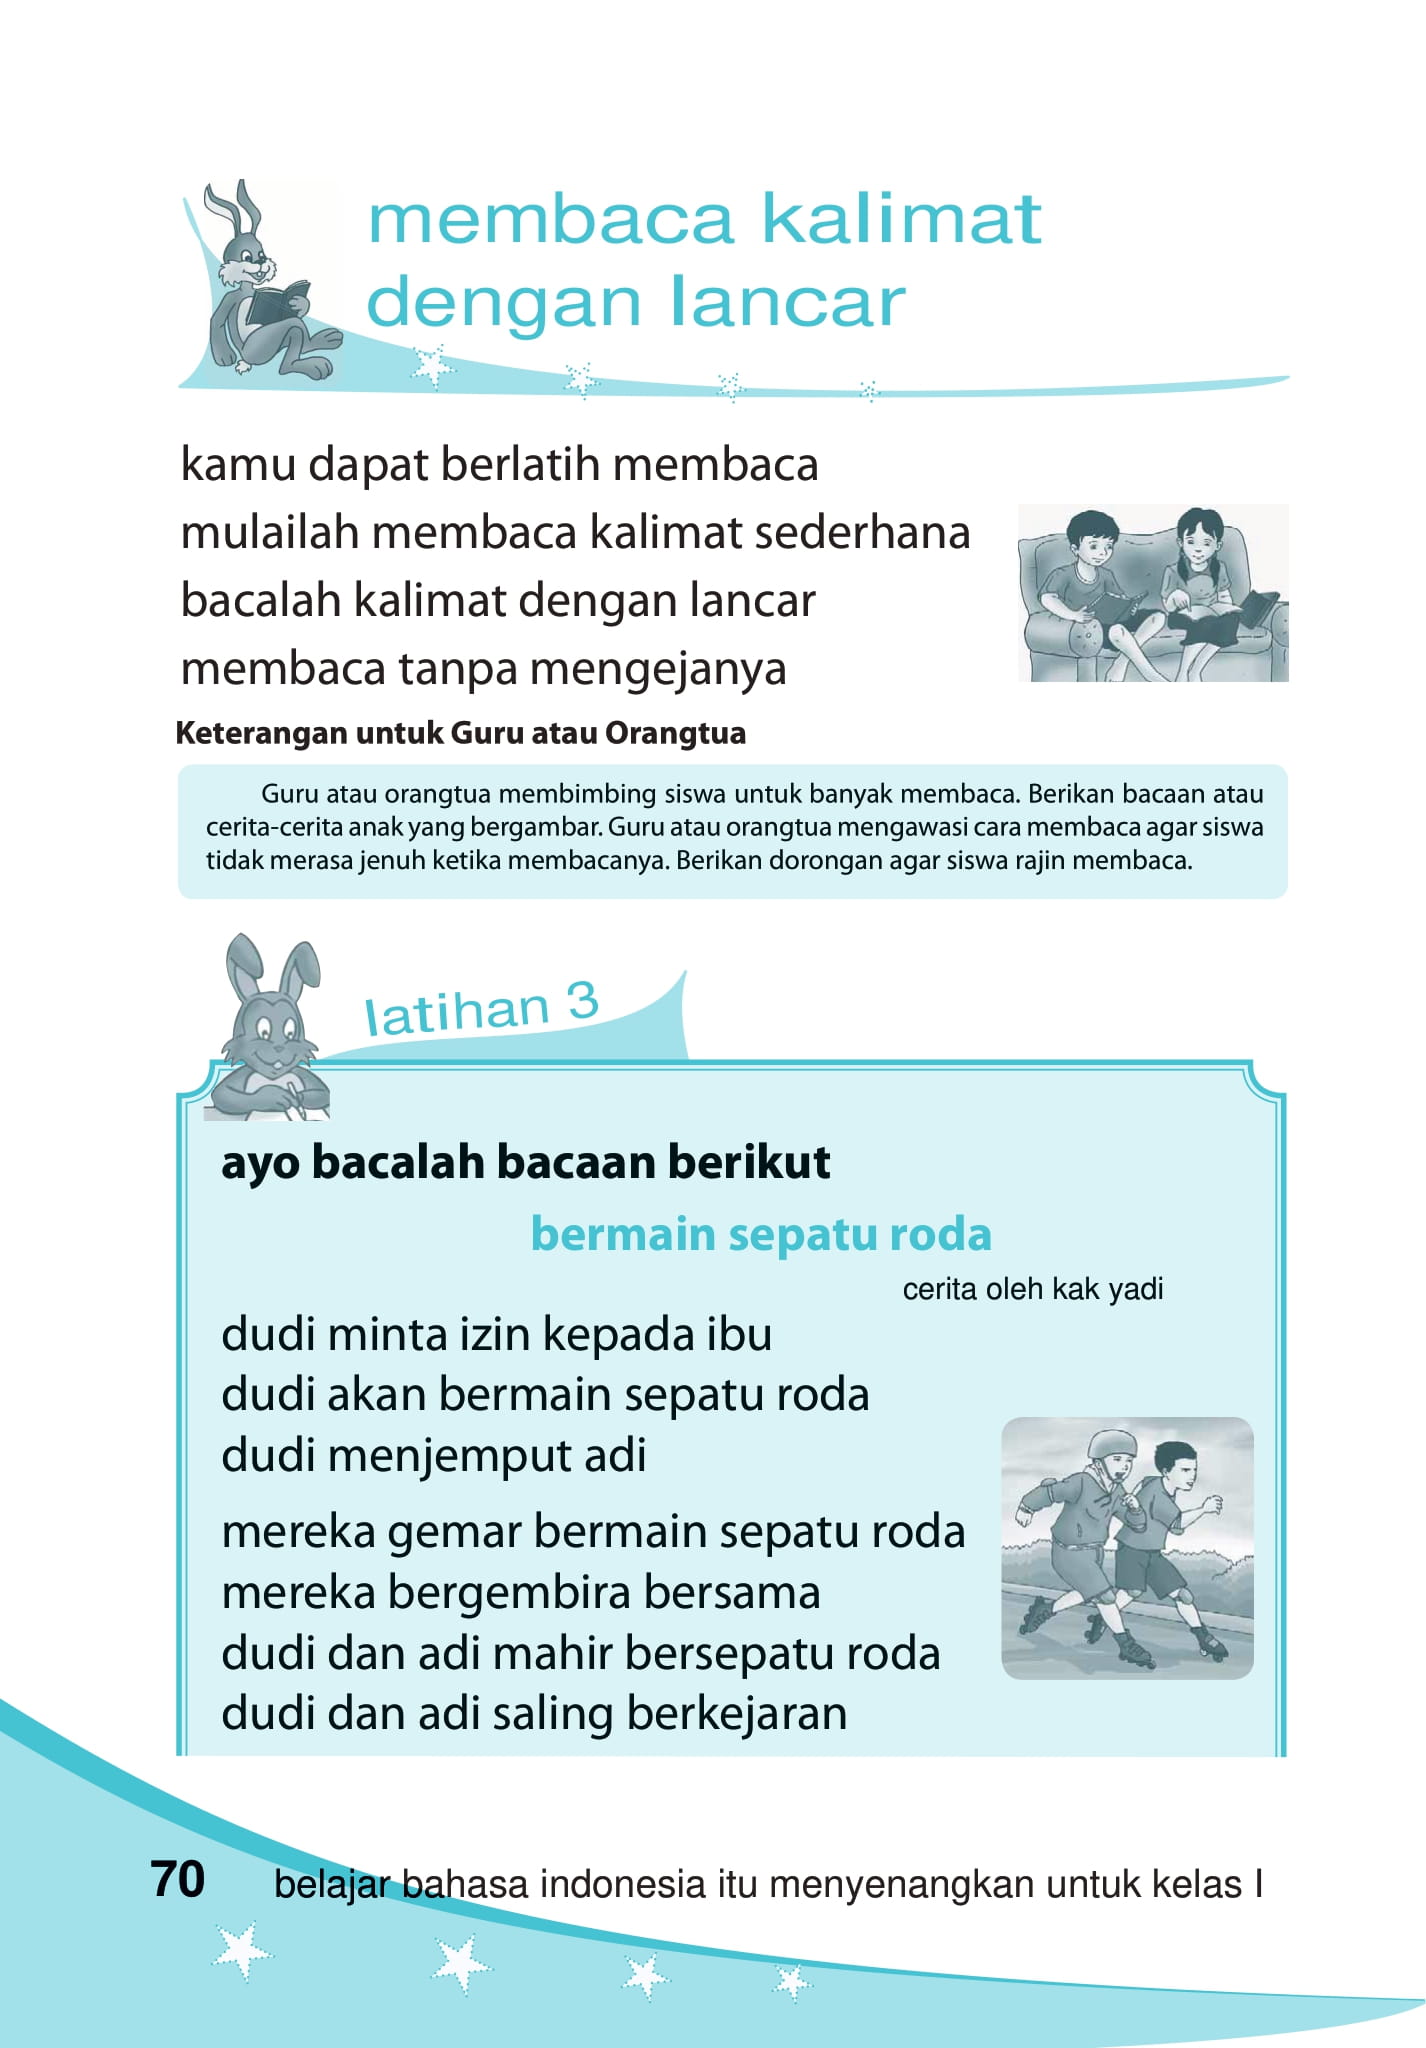 membaca kalimat
dengan lancar
kamu dapat berlatih membaca
mulailah membaca kalimat sederhana
bacalah kalimat dengan lancar
membaca tanpa mengejanya
Keterangan untuk Guru atau Orangtua
Guru atau orangtua membimbing siswa untuk banyak membaca. Berikan bacaan atau
cerita-cerita anak yang bergambar. Guru atau orangtua mengawasi cara membaca agar siswa
tidak merasa jenuh ketika membacanya. Berikan dorongan agar siswa rajin membaca.
latihan 3
ayo bacalah bacaan berikut
bermain sepatu roda
cerita oleh kak yadi
dudi minta izin kepada ibu
dudi akan bermain sepatu roda
dudi menjemput adi
mereka gemar bermain sepatu roda
mereka bergembira bersama
dudi dan adi mahir bersepatu roda
dudi dan adi saling berkejaran
70 belajar bahasa indonesia itu menyenangkan untuk kelas I